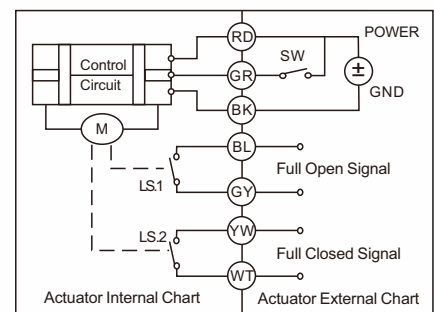 RD
POWER
SW
Control
Circuit
GR
±
GND
BK
M
BL
Full Open Signal
LS.1
GY
LS.2
YW
Full Closed Signal
WT
Actuator Internal Chart
Actuator External Chart